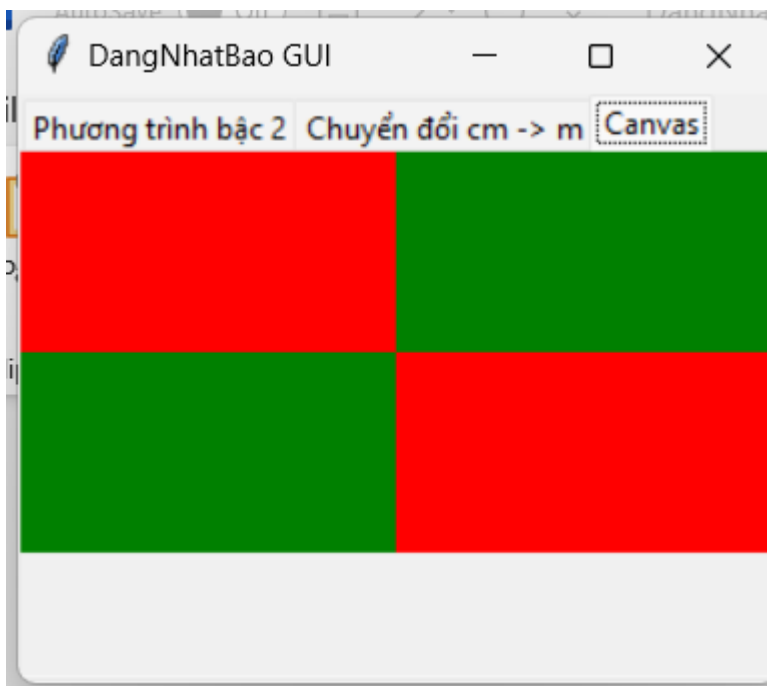 DangNhatBao GUI
Phương trình bậc 2 Chuyển đổi cm -> m Canvas